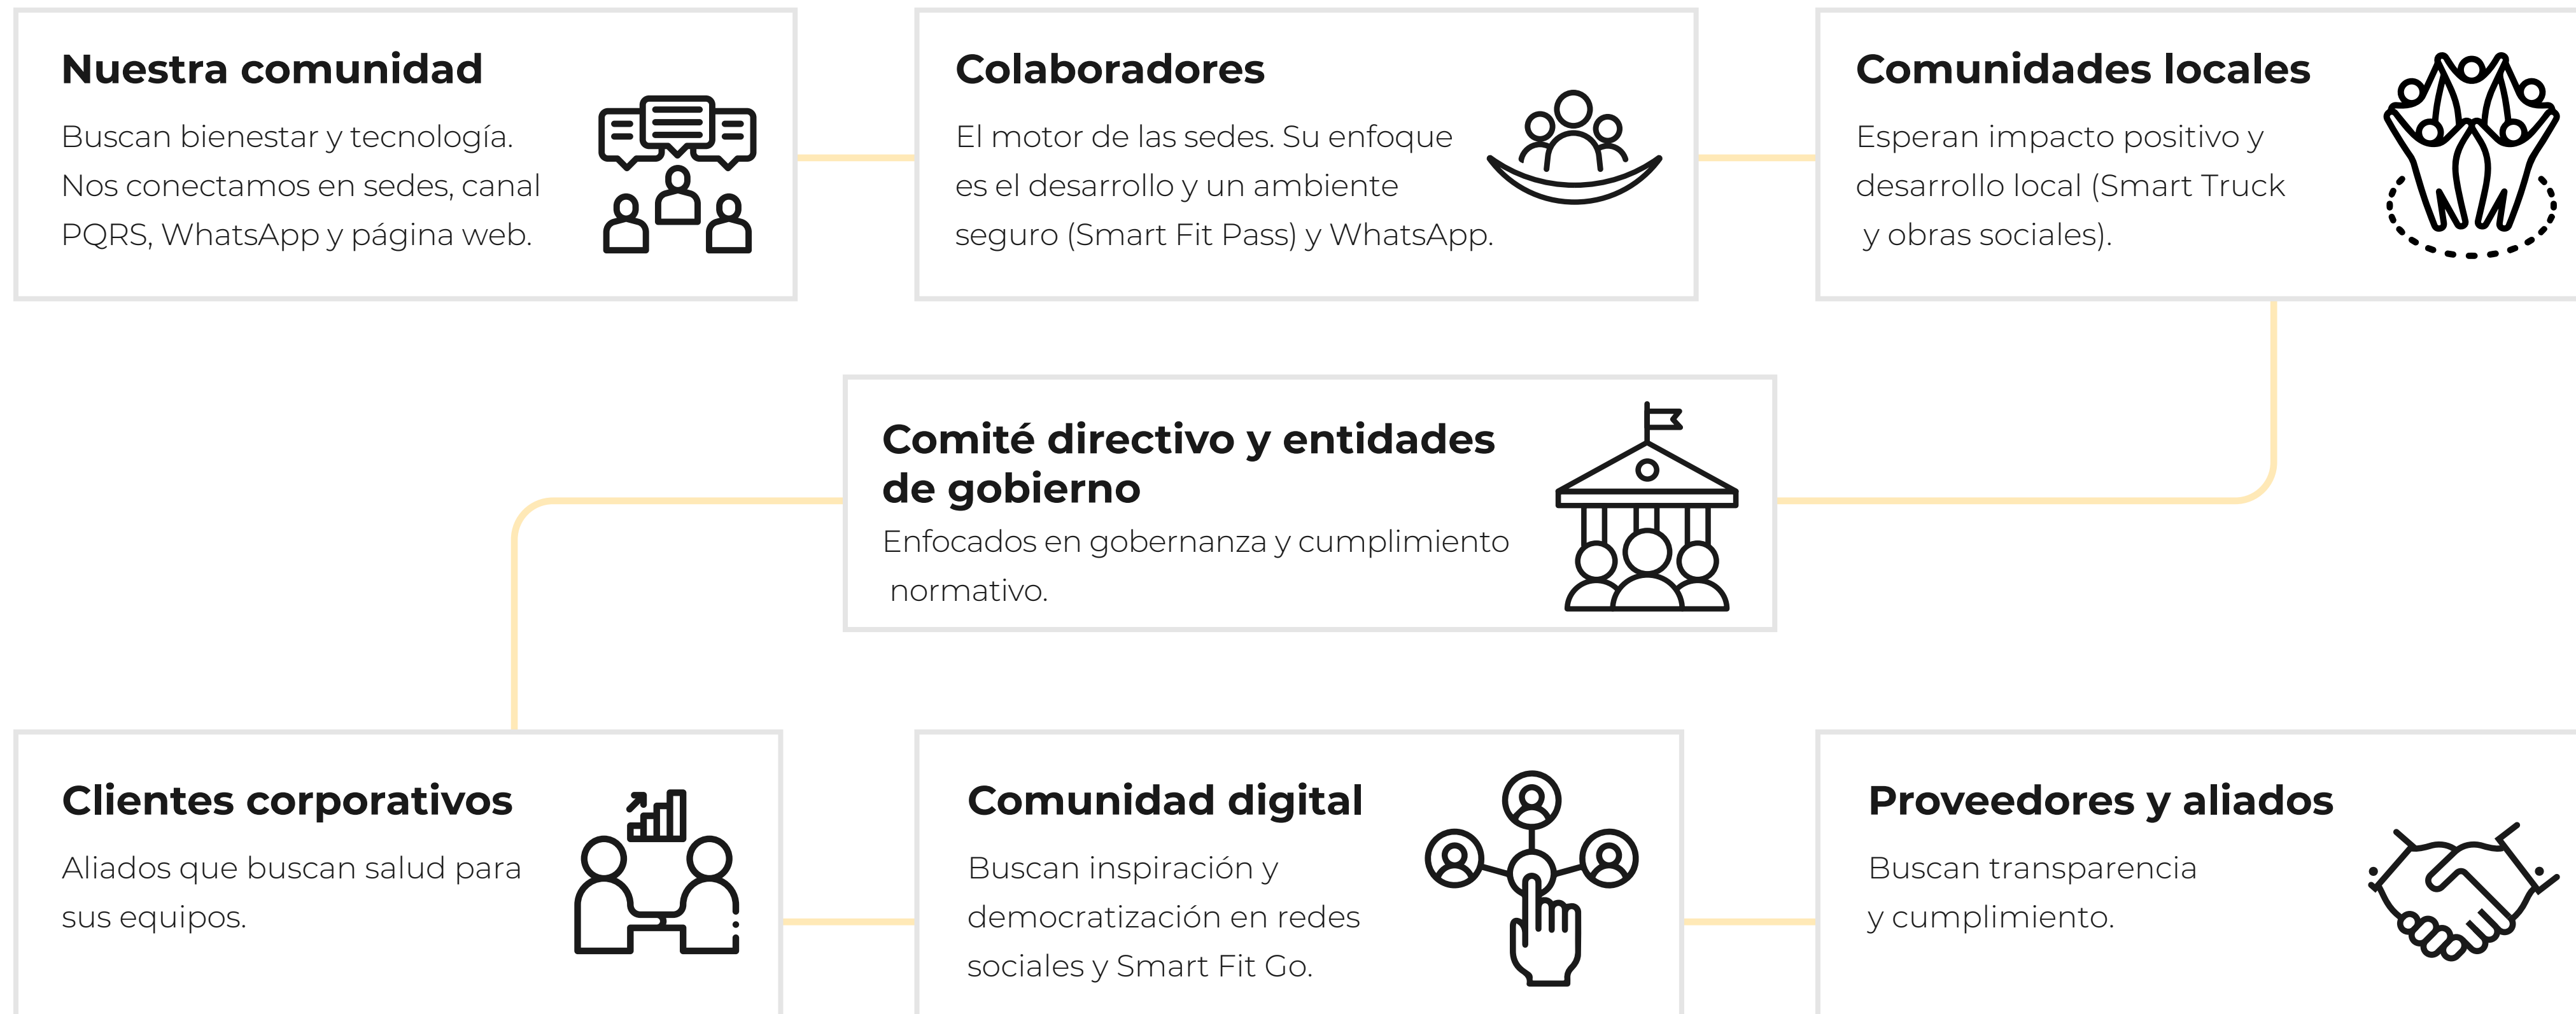 Nuestra comunidad
Buscan bienestar y tecnología.
Nos conectamos en sedes, canal
PQRS, WhatsApp y página web.
Colaboradores
El motor de las sedes. Su enfoque
es el desarrollo y un ambiente
seguro (Smart Fit Pass) y WhatsApp.
Comunidades locales
Esperan impacto positivo y
desarrollo local (Smart Truck
y obras sociales).
Comité directivo y entidades
de gobierno
Enfocados en gobernanza y cumplimiento
normativo.
Clientes corporativos
Aliados que buscan salud para
sus equipos.
Comunidad digital
Buscan inspiración y
democratización en redes
sociales y Smart Fit Go.
Proveedores y aliados
Buscan transparencia
y cumplimiento.